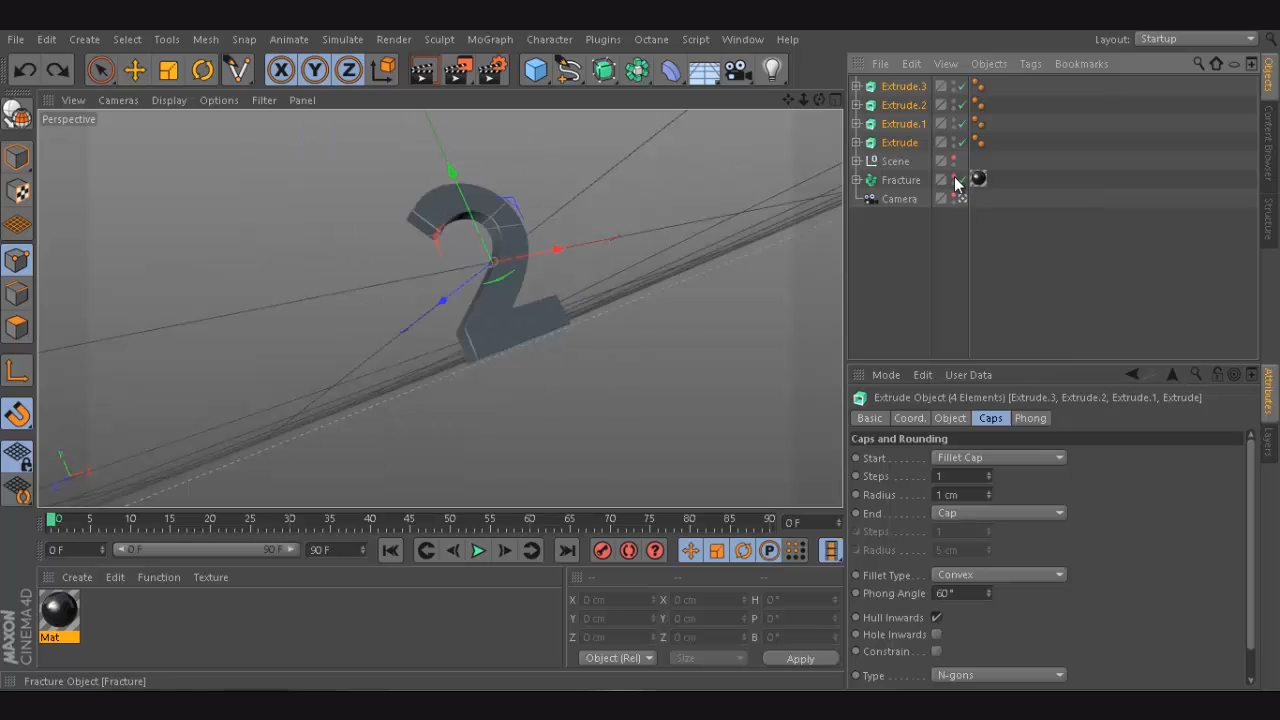 File Edit Create Select Tools Mesh Snap Animate Simulate Render Sculpt MoGraph Character Plugins Octane Script Window Help
Layout: Startup
X Y Z
File Edit View Objects Tags Bookmarks
View Cameras Display Options Filter Panel
Perspective
Extrude.3
Extrude.2
Extrude.1
Extrude
Scene
Fracture
Camera
Objects
Content Browser
Structure
2
Y
X
Mode Edit User Data
Extrude Object (4 Elements) [Extrude.3, Extrude.2, Extrude.1, Extrude]
Basic Coord. Object Caps Phong
Caps and Rounding
Start Fillet Cap
Steps 1
Radius 1 cm
End Cap
Steps 1
Radius 5 cm
Fillet Type Convex
Phong Angle 60°
Hull Inwards
Hole Inwards
Constrain
Type N-gons
Attributes
Layers
0 5 10 15 20 25 30 35 40 45 50 55 60 65 70 75 80 85 90 0 F
0 F 0 F 90 F 90 F
P
Create Edit Function Texture
Mat
-- -- --
X 0 cm X 0 cm H 0°
Y 0 cm Y 0 cm P 0°
Z 0 cm Z 0 cm B 0°
Object (Rel) Size Apply
MAXON
CINEMA 4D
Fracture Object [Fracture]